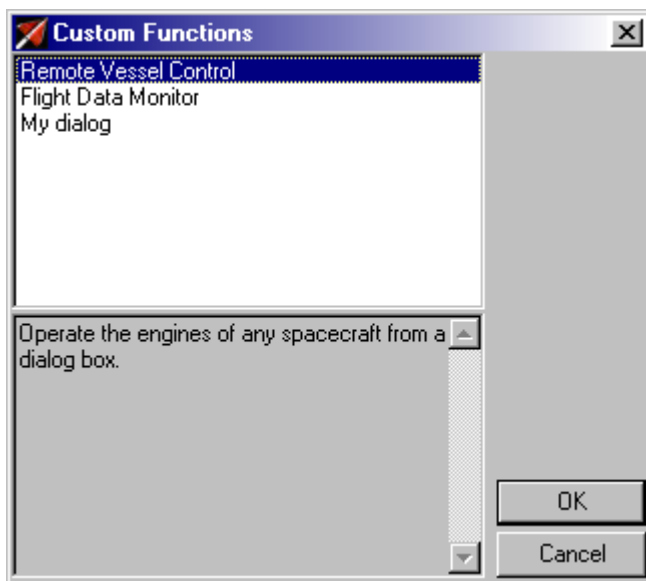 Custom Functions
Remote Vessel Control
Flight Data Monitor
My dialog
Operate the engines of any spacecraft from a
dialog box.
OK
Cancel